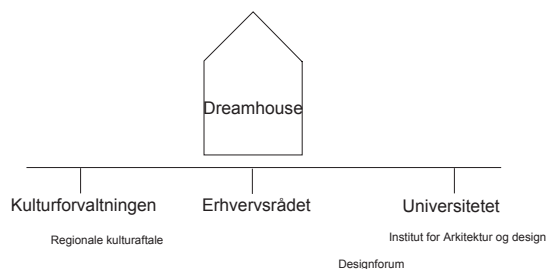 Dreamhouse
Kulturforvaltningen
Erhvervsrådet
Universitetet
Regionale kulturaftale
Institut for Arkitektur og design
Designforum